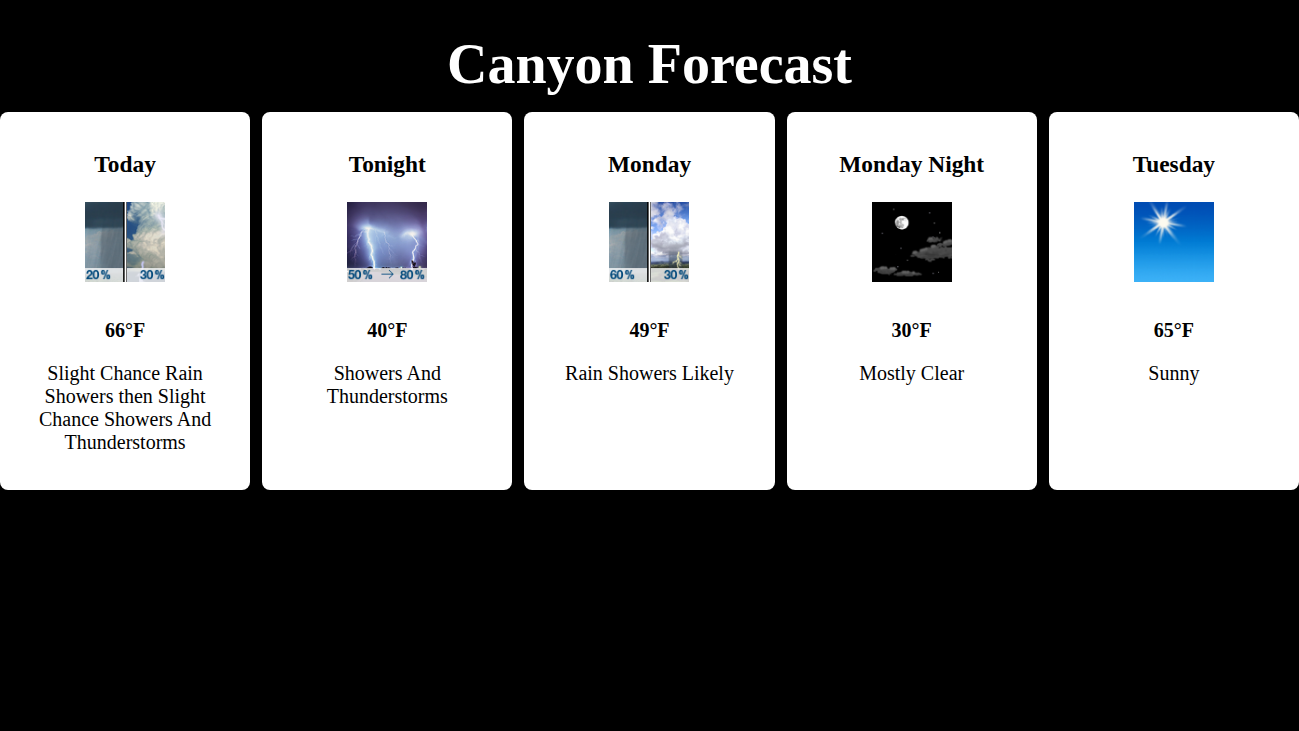 Canyon Forecast
Today
20% 30%
66°F
Slight Chance Rain
Showers then Slight
Chance Showers And
Thunderstorms
Tonight
50% → 80%
40°F
Showers And
Thunderstorms
Monday
60% 30%
49°F
Rain Showers Likely
Monday Night
30°F
Mostly Clear
Tuesday
65°F
Sunny